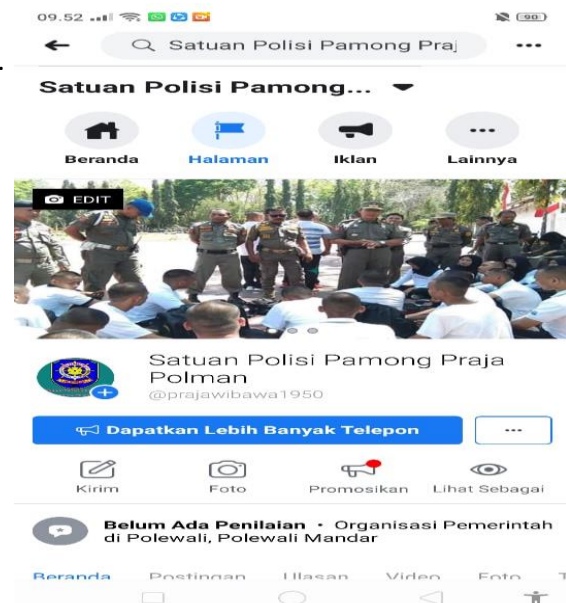 09.52
90
Satuan Polisi Pamong Praj
Satuan Polisi Pamong...
Beranda Halaman Iklan Lainnya
EDIT
Satuan Polisi Pamong Praja
Polman
@prajawibawa1950
Dapatkan Lebih Banyak Telepon
Kirim Foto Promosikan Lihat Sebagai
Belum Ada Penilaian · Organisasi Pemerintah
di Polewali, Polewali Mandar
Beranda Postingan Ulasan Video Foto T